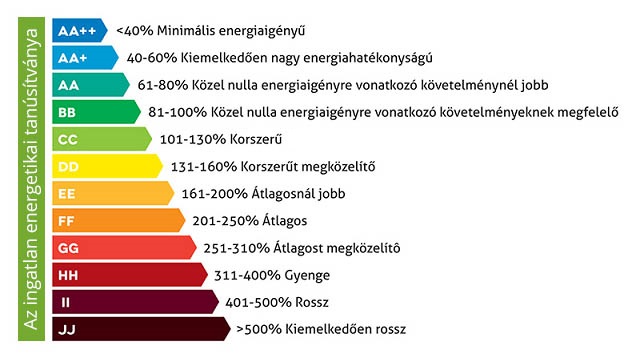 Az ingatlan energetikai tanúsítványa
AA++ <40% Minimális energiaigényű
AA+ 40-60% Kiemelkedően nagy energiahatékonyságú
AA 61-80% Közel nulla energiaigényre vonatkozó követelménynél jobb
BB 81-100% Közel nulla energiaigényre vonatkozó követelményeknek megfelelő
CC 101-130% Korszerű
DD 131-160% Korszerűt megközelítő
EE 161-200% Átlagosnál jobb
FF 201-250% Átlagos
GG 251-310% Átlagost megközelítô
HH 311-400% Gyenge
II 401-500% Rossz
JJ >500% Kiemelkedően rossz